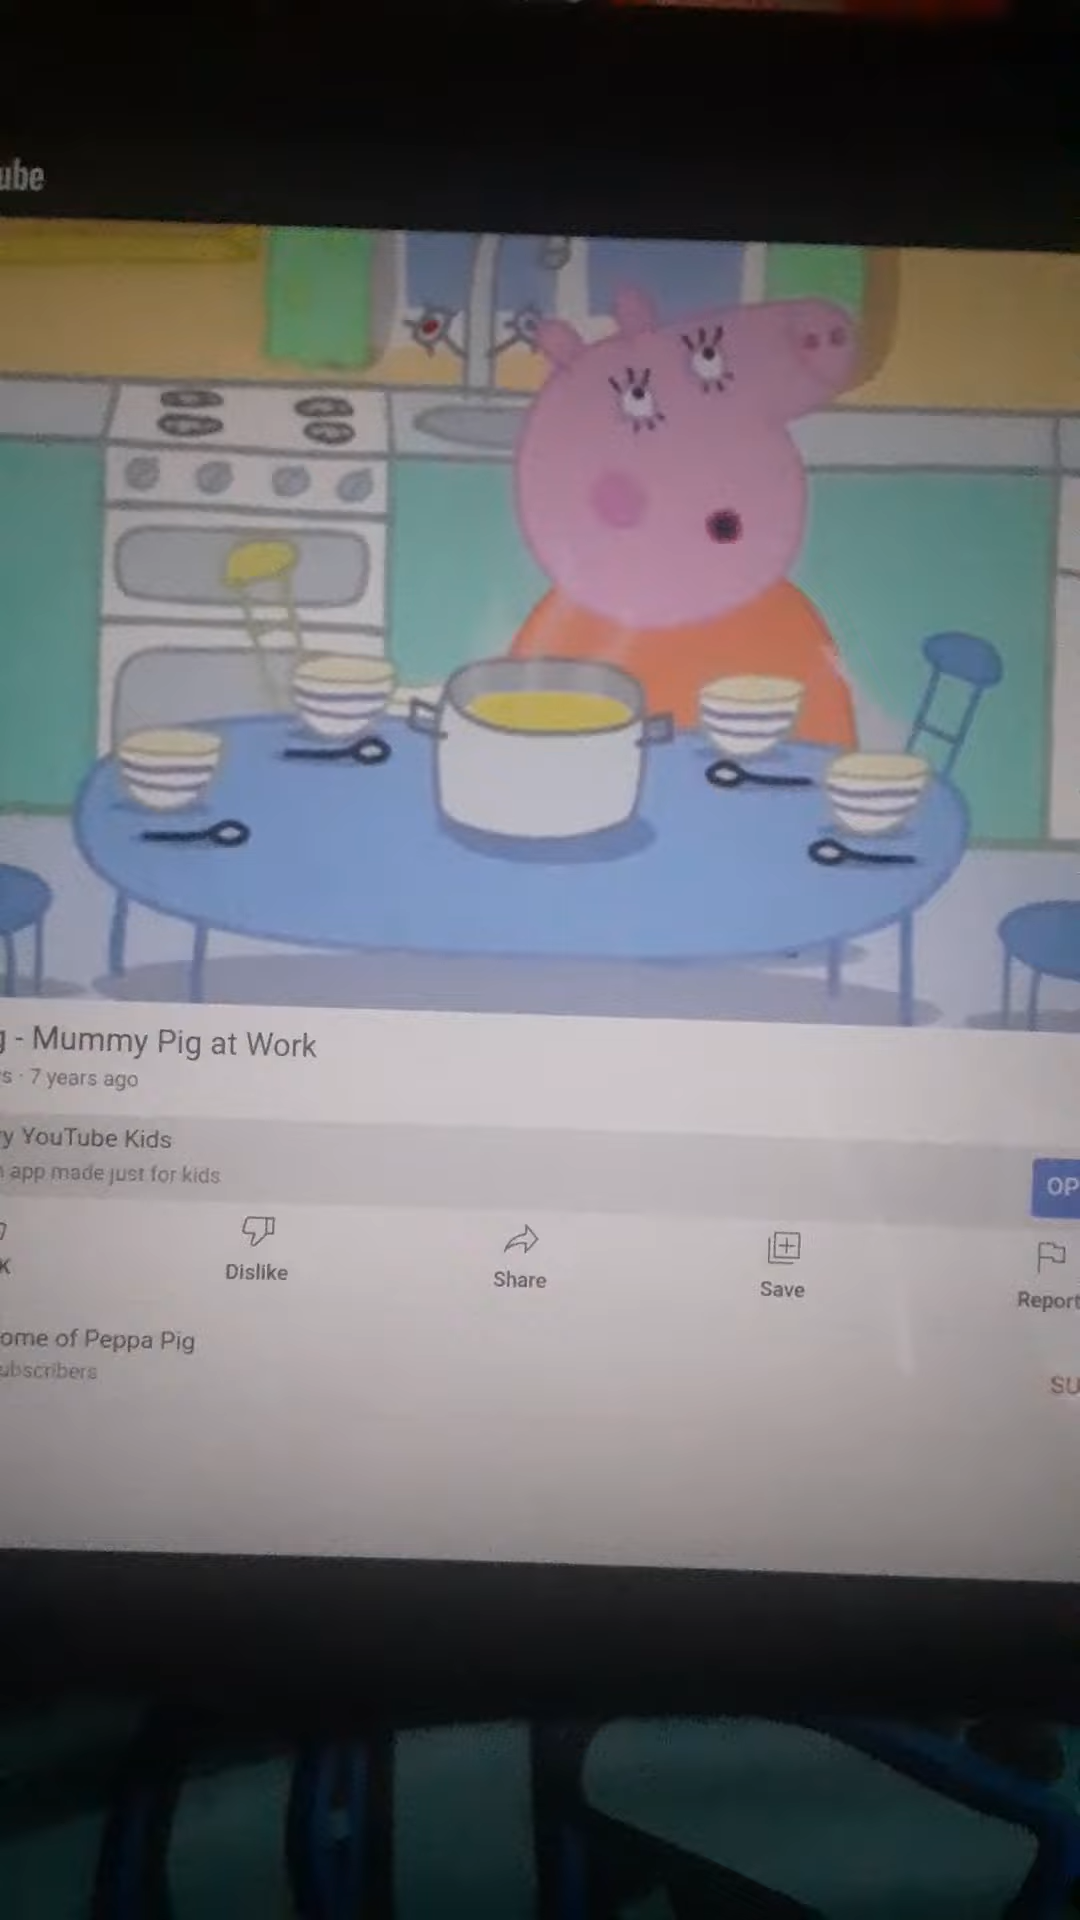 ube
g - Mummy Pig at Work
s · 7 years ago
y YouTube Kids
app made just for kids
K
Dislike
Share
Save
Report
OP
ome of Peppa Pig
ubscribers
SU